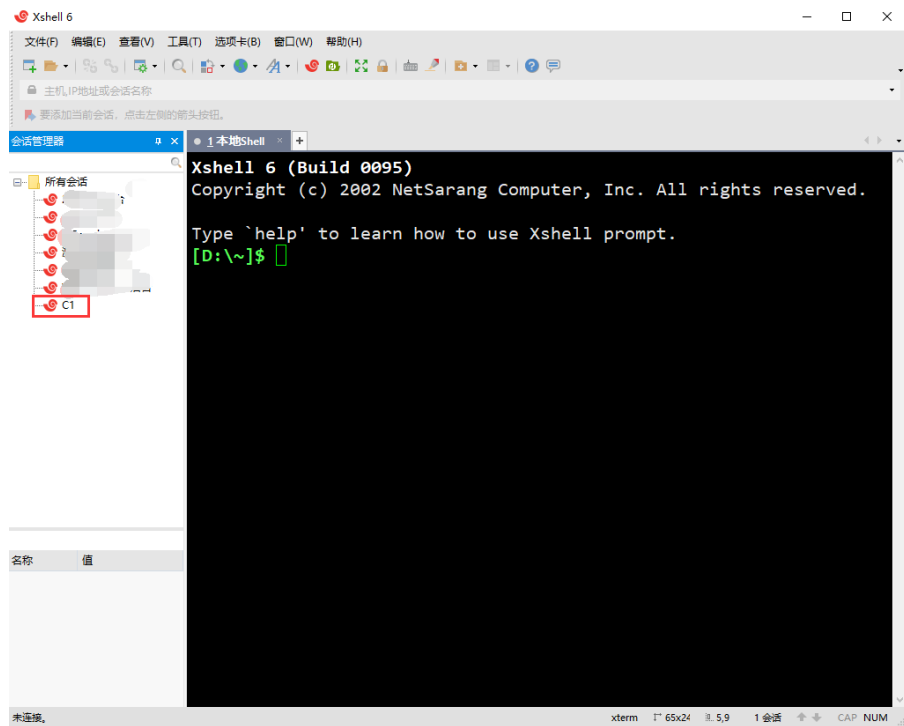 Xshell 6
文件(F) 编辑(E) 查看(V) 工具(T) 选项卡(B) 窗口(W) 帮助(H)
主机,IP地址或会话名称
要添加当前会话，点击左侧的箭头按钮。
会话管理器
1 本地Shell
所有会话
C1
Xshell 6 (Build 0095)
Copyright (c) 2002 NetSarang Computer, Inc. All rights reserved.
Type `help' to learn how to use Xshell prompt.
[D:\~]$
名称 值
未连接。 xterm 65x24 5,9 1 会话 CAP NUM